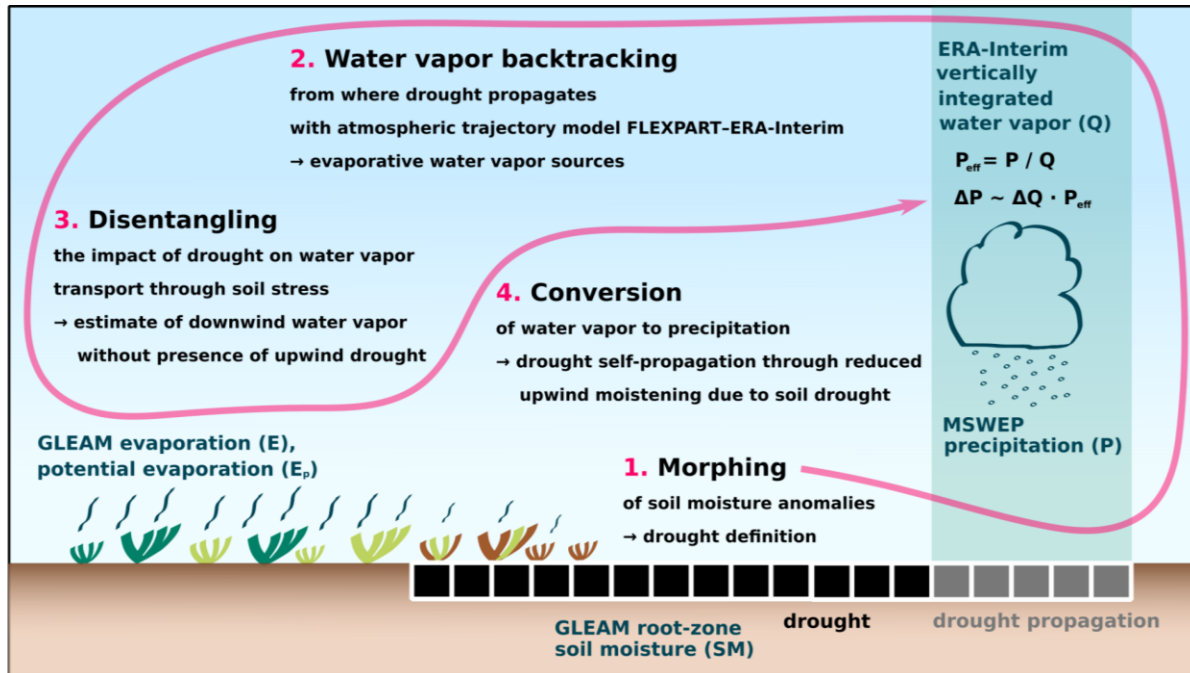 2. Water vapor backtracking
from where drought propagates
with atmospheric trajectory model FLEXPART–ERA-Interim
→ evaporative water vapor sources
ERA-Interim
vertically
integrated
water vapor (Q)
P_eff = P / Q
ΔP ~ ΔQ · P_eff
3. Disentangling
the impact of drought on water vapor
transport through soil stress
→ estimate of downwind water vapor
without presence of upwind drought
4. Conversion
of water vapor to precipitation
→ drought self-propagation through reduced
upwind moistening due to soil drought
MSWEP
precipitation (P)
GLEAM evaporation (E),
potential evaporation (E_p)
1. Morphing
of soil moisture anomalies
→ drought definition
drought
drought propagation
GLEAM root-zone
soil moisture (SM)